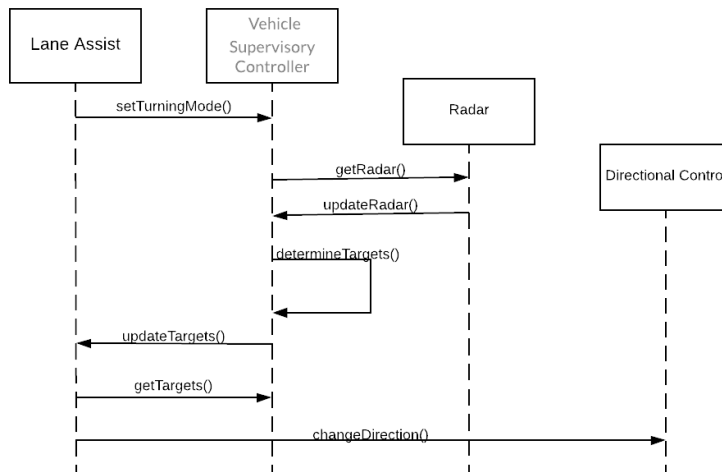 Lane Assist
Vehicle
Supervisory
Controller
setTurningMode()
Radar
getRadar()
Directional Contro
updateRadar()
determineTargets()
updateTargets()
getTargets()
changeDirection()